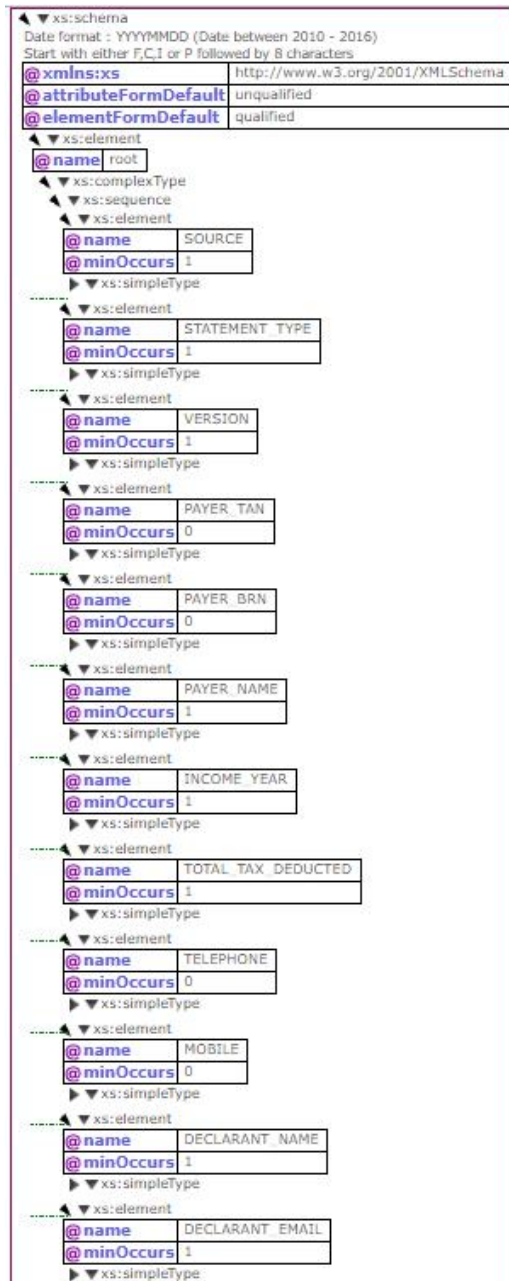 xs:schema
Date format : YYYYMMDD (Date between 2010 - 2016)
Start with either F,C,I or P followed by 8 characters
@xmlns:xs http://www.w3.org/2001/XMLSchema
@attributeFormDefault unqualified
@elementFormDefault qualified
xs:element
@name root
xs:complexType
xs:sequence
xs:element
@name SOURCE
@minOccurs 1
xs:simpleType
xs:element
@name STATEMENT_TYPE
@minOccurs 1
xs:simpleType
xs:element
@name VERSION
@minOccurs 1
xs:simpleType
xs:element
@name PAYER_TAN
@minOccurs 0
xs:simpleType
xs:element
@name PAYER_BRN
@minOccurs 0
xs:simpleType
xs:element
@name PAYER_NAME
@minOccurs 1
xs:simpleType
xs:element
@name INCOME_YEAR
@minOccurs 1
xs:simpleType
xs:element
@name TOTAL_TAX_DEDUCTED
@minOccurs 1
xs:simpleType
xs:element
@name TELEPHONE
@minOccurs 0
xs:simpleType
xs:element
@name MOBILE
@minOccurs 0
xs:simpleType
xs:element
@name DECLARANT_NAME
@minOccurs 1
xs:simpleType
xs:element
@name DECLARANT_EMAIL
@minOccurs 1
xs:simpleType